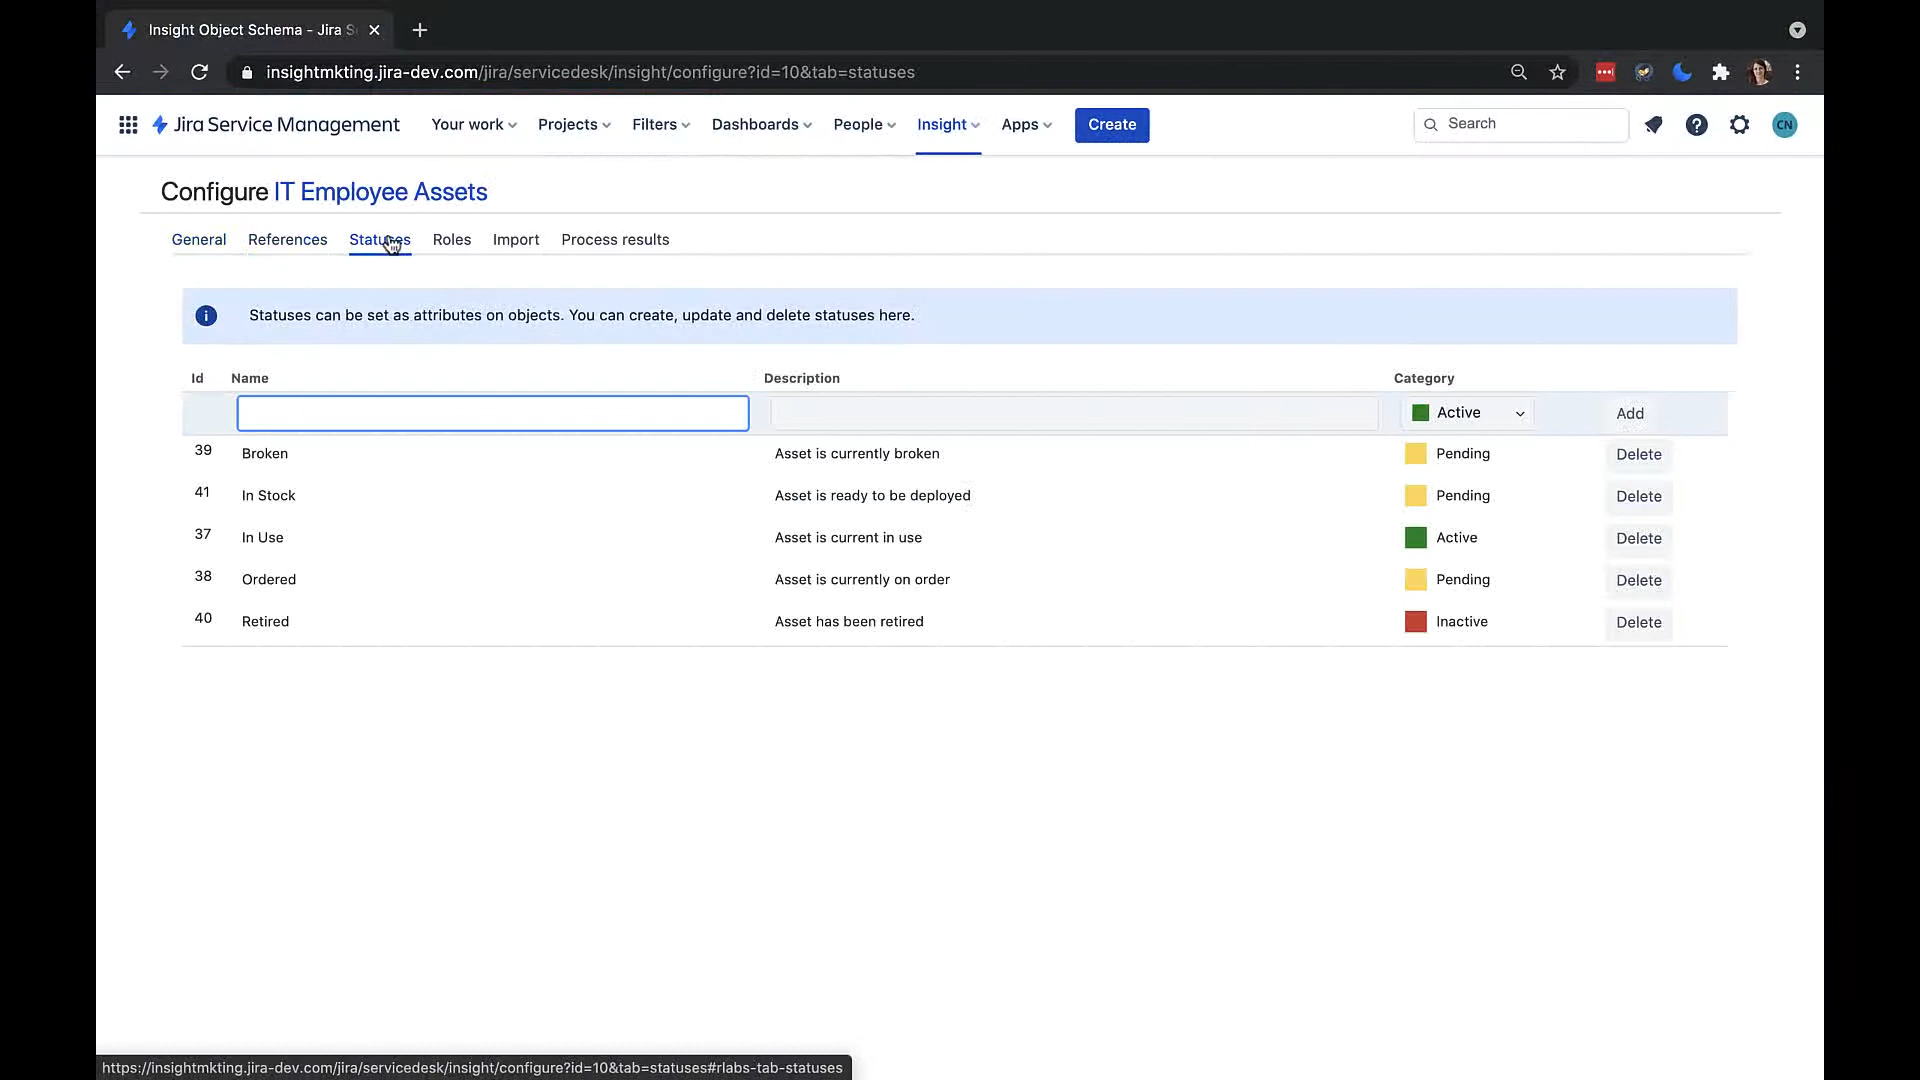 Insight Object Schema - Jira S
insightmkting.jira-dev.com/jira/servicedesk/insight/configure?id=10&tab=statuses
Jira Service Management Your work Projects Filters Dashboards People Insight Apps Create Search CN
Configure IT Employee Assets
General References Statuses Roles Import Process results
Statuses can be set as attributes on objects. You can create, update and delete statuses here.
Id Name Description Category
Active Add
39 Broken Asset is currently broken Pending Delete
41 In Stock Asset is ready to be deployed Pending Delete
37 In Use Asset is current in use Active Delete
38 Ordered Asset is currently on order Pending Delete
40 Retired Asset has been retired Inactive Delete
https://insightmkting.jira-dev.com/jira/servicedesk/insight/configure?id=10&tab=statuses#rlabs-tab-statuses